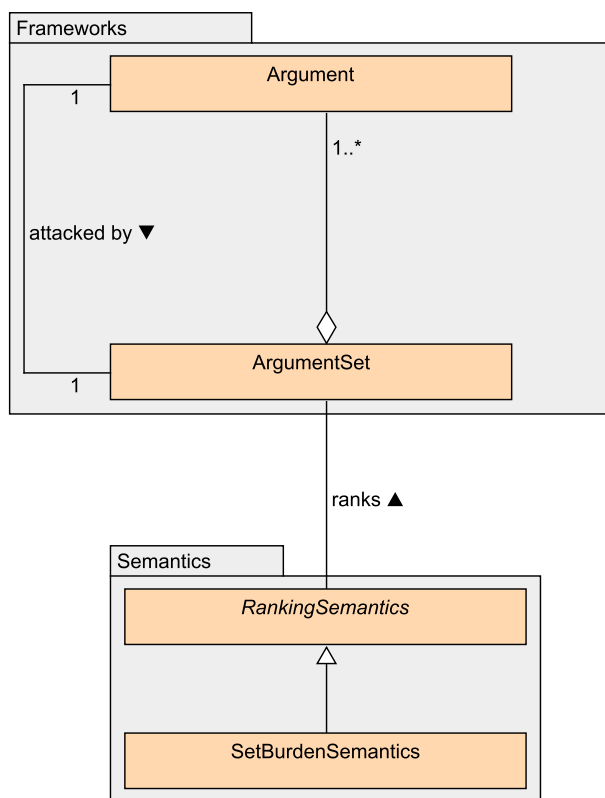 Frameworks
Argument
1
1..*
attacked by ▼
ArgumentSet
1
ranks ▲
Semantics
RankingSemantics
SetBurdenSemantics